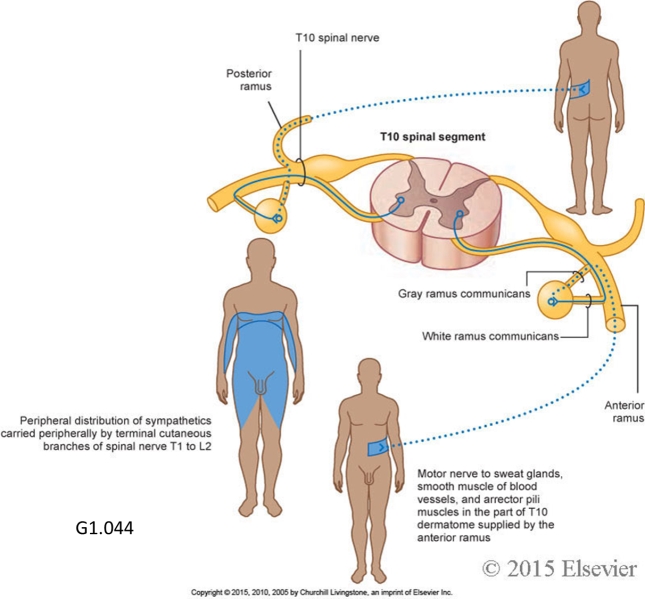 T10 spinal nerve
Posterior
ramus
T10 spinal segment
Gray ramus communicans
White ramus communicans
Anterior
ramus
Peripheral distribution of sympathetics
carried peripherally by terminal cutaneous
branches of spinal nerve T1 to L2
Motor nerve to sweat glands,
smooth muscle of blood
vessels, and arrector pili
muscles in the part of T10
dermatome supplied by the
anterior ramus
G1.044
© 2015 Elsevier
Copyright © 2015, 2010, 2005 by Churchill Livingstone, an imprint of Elsevier Inc.